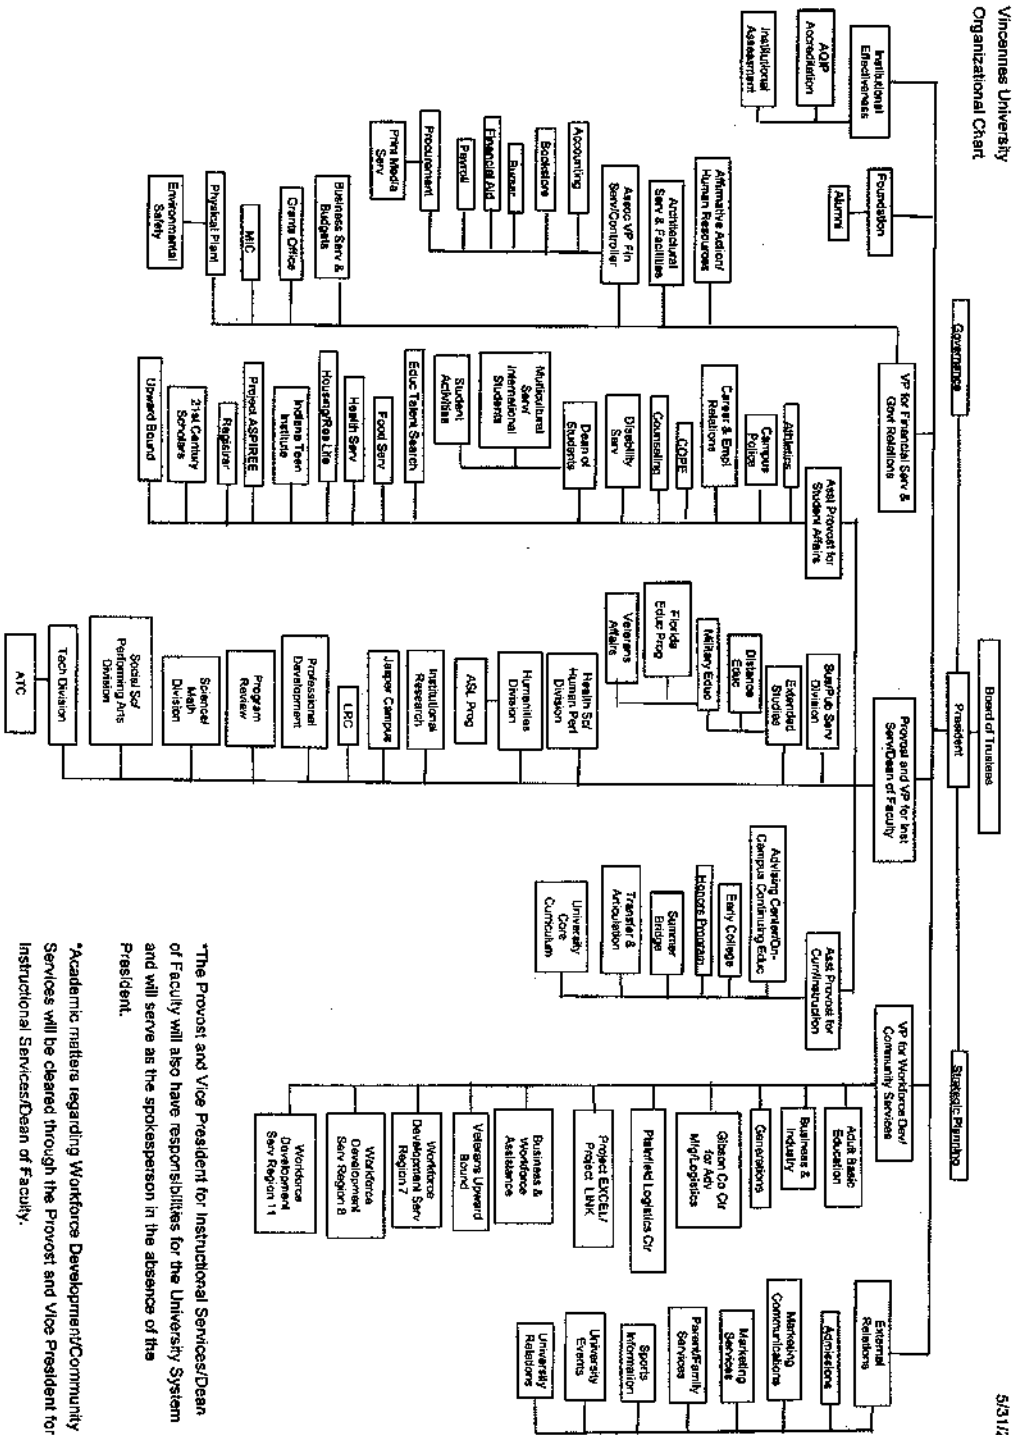 Vincennes University
Organizational Chart
5/31/2
Board of Trustees
Governance
President
Strategic Planning
Institutional
Effectiveness
AQIP
Accreditation
Institutional
Assessment
Foundation
Alumni
VP for Financial Serv &
Govt Relations
Affirmative Action/
Human Resources
Architectural
Serv & Facilities
Assoc VP Fin
Serv/Controller
Accounting
Bookstore
Bursar
Financial Aid
Payroll
Procurement
Print Media
Serv
Business Serv &
Budgets
Grants Office
MIC
Physical Plant
Environmental
Safety
Provost and VP for Inst
Serv/Dean of Faculty
Asst Provost for
Student Affairs
Athletics
Campus
Police
Career & Empl
Relations
COPE
Counseling
Disability
Serv
Dean of
Students
Multicultural
Serv/
International
Students
Student
Activities
Educ Talent Search
Food Serv
Health Serv
Housing/Res Life
Indiana Teen
Institute
Project ASPIREE
Registrar
21st Century
Scholars
Upward Bound
Bus/Pub Serv
Division
Extended
Studies
Distance
Educ
Military Educ
Florida
Educ Prog
Veterans
Affairs
Health Sci/
Human Perf
Division
Humanities
Division
ASL Prog
Institutional
Research
Jasper Campus
LRC
Professional
Development
Program
Review
Science/
Math
Division
Social Sci/
Performing Arts
Division
Tech Division
ATC
Asst Provost for
Curr/Instruction
Advising Center/On-
Campus Continuing Educ
Early College
Honors Program
Summer
Bridge
Transfer &
Articulation
University
Core
Curriculum
VP for Workforce Dev/
Community Services
Adult Basic
Education
Business &
Industry
Generations
Gibson Co Ctr
for Adv
Mfg/Logistics
Plainfield Logistics Ctr
Project EXCEL/
Project LINK
Business &
Workforce
Assistance
Veterans Upward
Bound
Workforce
Development Serv
Region 7
Workforce
Development
Serv Region 8
Workforce
Development
Serv Region 11
External
Relations
Admissions
Marketing
Communications
Marketing
Services
Parent/Family
Services
Sports
Information
University
Events
University
Relations
*The Provost and Vice President for Instructional Services/Dean
of Faculty will also have responsibilities for the University System
and will serve as the spokesperson in the absence of the
President.
*Academic matters regarding Workforce Development/Community
Services will be cleared through the Provost and Vice President for
Instructional Services/Dean of Faculty.